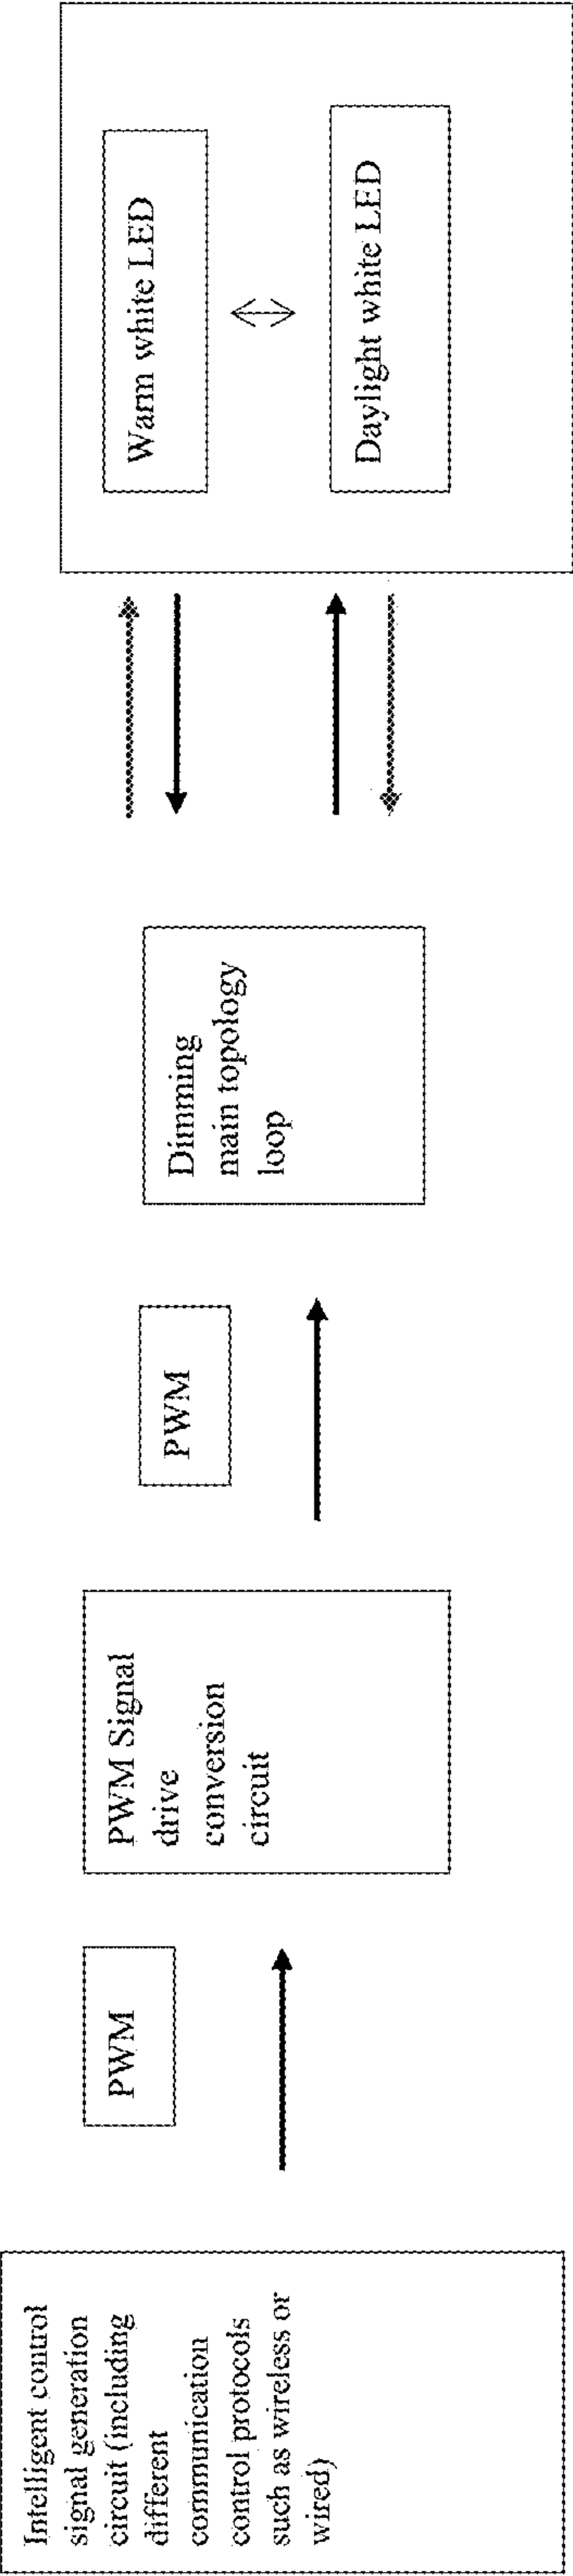 Intelligent control
signal generation
circuit (including
different
communication
control protocols
such as wireless or
wired)
PWM
PWM Signal
drive
conversion
circuit
PWM
Dimming
main topology
loop
Warm white LED
Daylight white LED